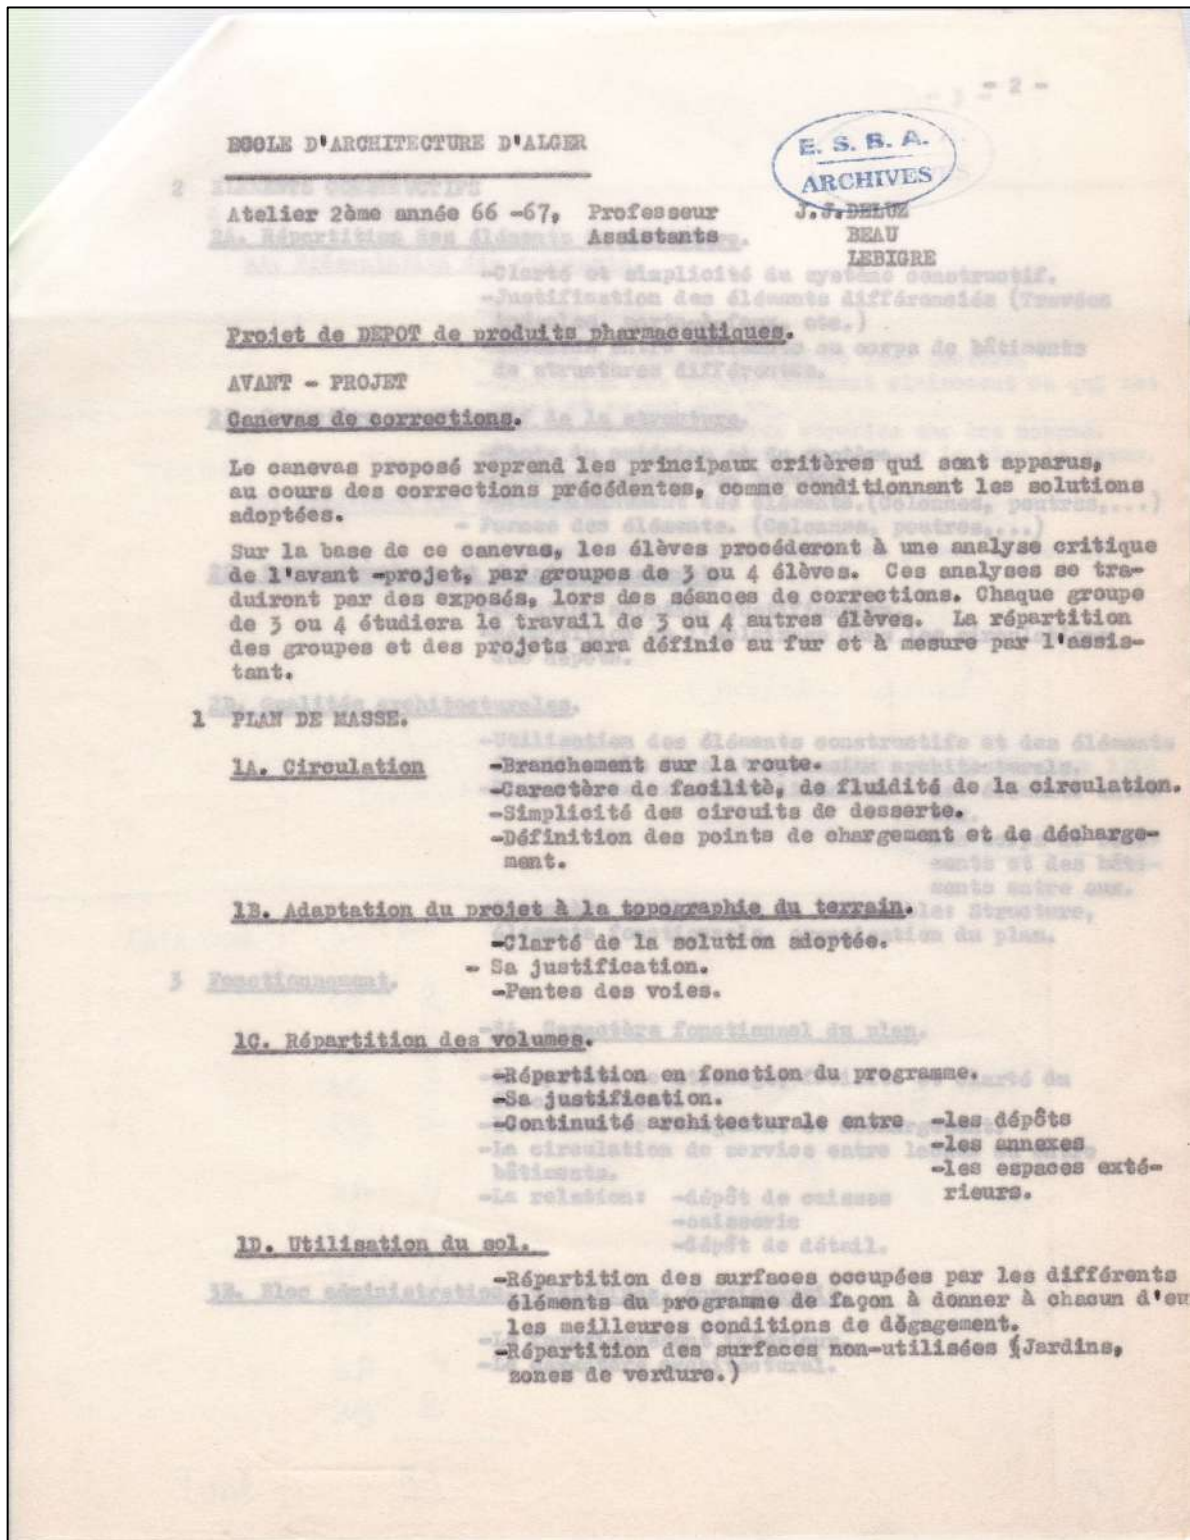 ECOLE D'ARCHITECTURE D'ALGER
E. S. B. A.
ARCHIVES
Atelier 2ème année 66 -67, Professeur J.J.DELUZ
Assistants BEAU
LEBIGRE
Projet de DEPOT de produits pharmaceutiques.
AVANT - PROJET
Canevas de corrections.
Le canevas proposé reprend les principaux critères qui sont apparus,
au cours des corrections précédentes, comme conditionnant les solutions
adoptées.
Sur la base de ce canevas, les élèves procéderont à une analyse critique
de l'avant -projet, par groupes de 3 ou 4 élèves. Ces analyses se tra-
duiront par des exposés, lors des séances de corrections. Chaque groupe
de 3 ou 4 étudiera le travail de 3 ou 4 autres élèves. La répartition
des groupes et des projets sera définie au fur et à mesure par l'assis-
tant.
1 PLAN DE MASSE.
1A. Circulation -Branchement sur la route.
-Caractère de facilitè, de fluidité de la circulation.
-Simplicité des circuits de desserte.
-Définition des points de chargement et de décharge-
ment.
1B. Adaptation du projet à la topographie du terrain.
-Clarté de la solution adoptée.
- Sa justification.
-Pentes des voies.
1C. Répartition des volumes.
-Répartition en fonction du programme.
-Sa justification.
-Continuité architecturale entre -les dépôts
-les annexes
-les espaces exté-
rieurs.
1D. Utilisation du sol.
-Répartition des surfaces occupées par les différents
éléments du programme de façon à donner à chacun d'eu
les meilleures conditions de dégagement.
-Répartition des surfaces non-utilisées (Jardins,
zones de verdure.)